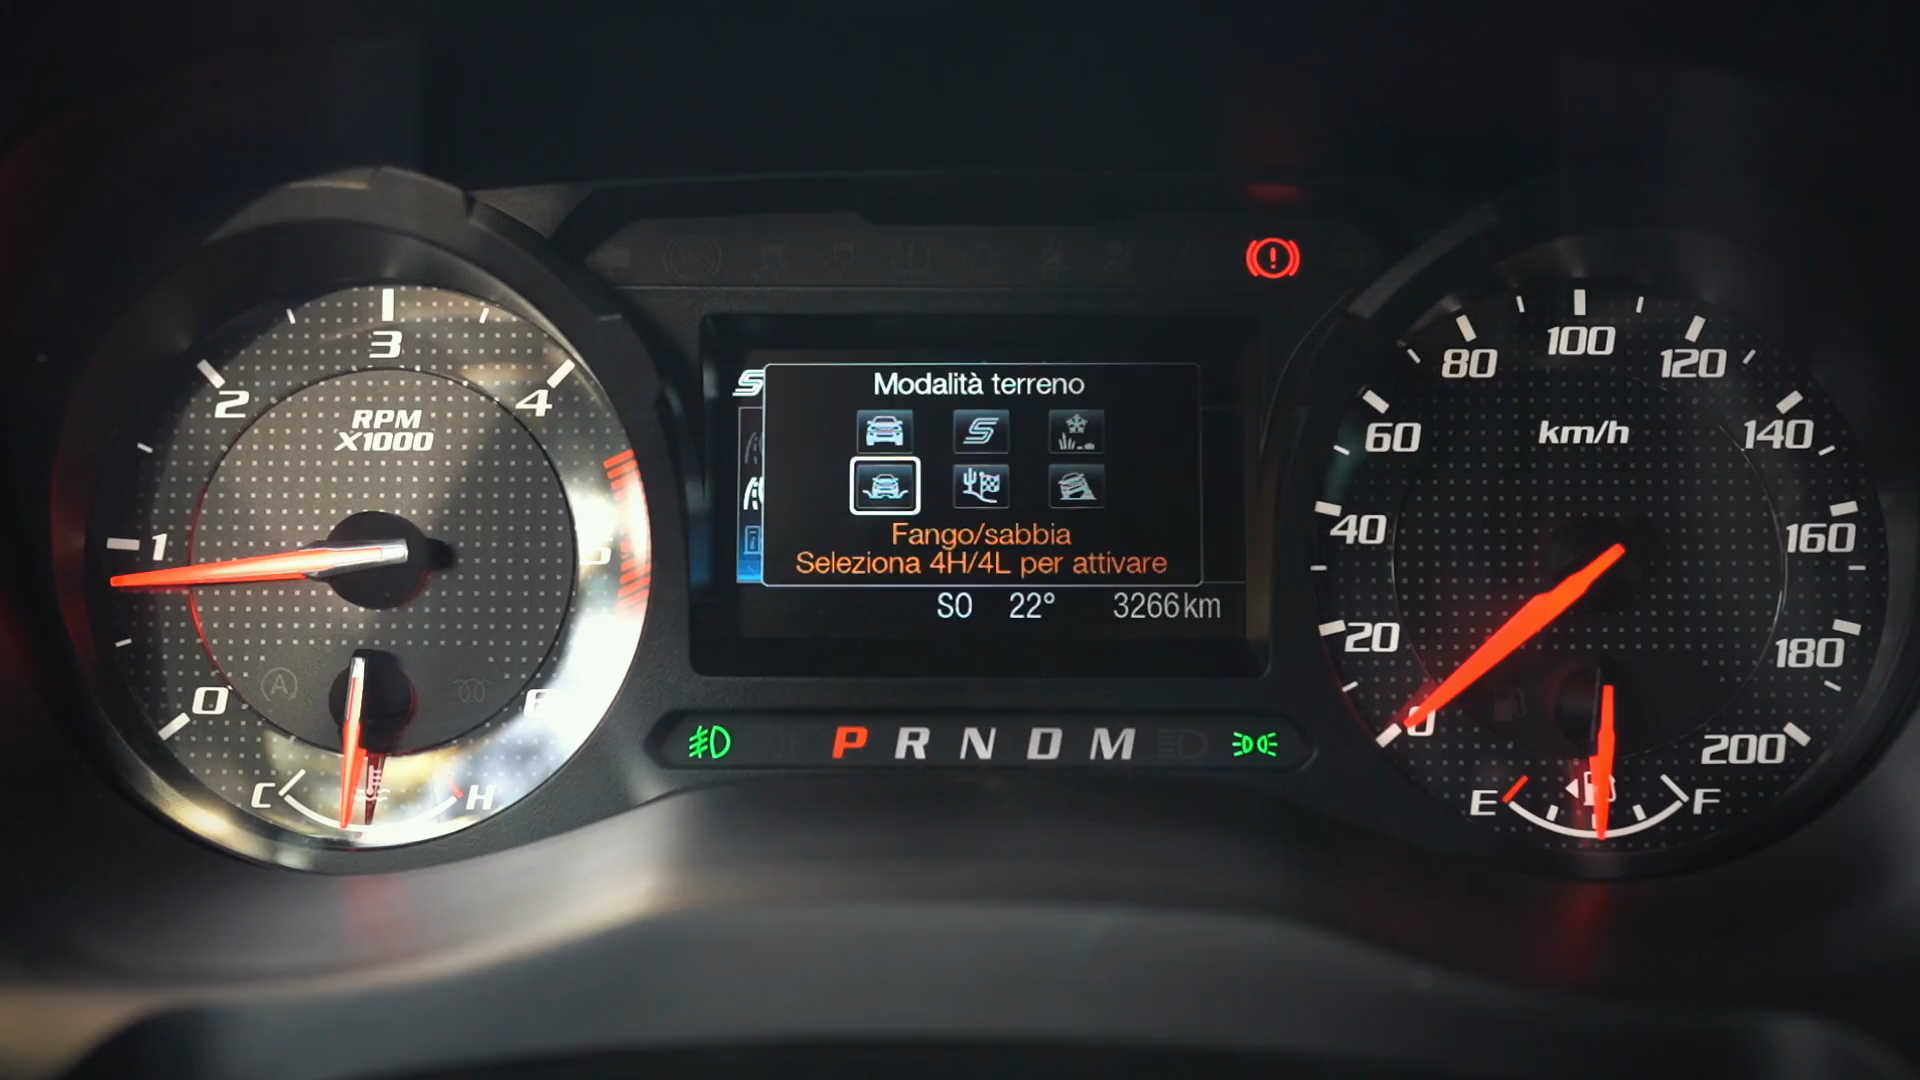 3
2
4
RPM
X1000
1
0
C
H
Modalità terreno
Fango/sabbia
Seleziona 4H/4L per attivare
SO 22° 3266km
P R N D M
100
80
120
60
km/h
140
40
160
20
180
0
200
E
F